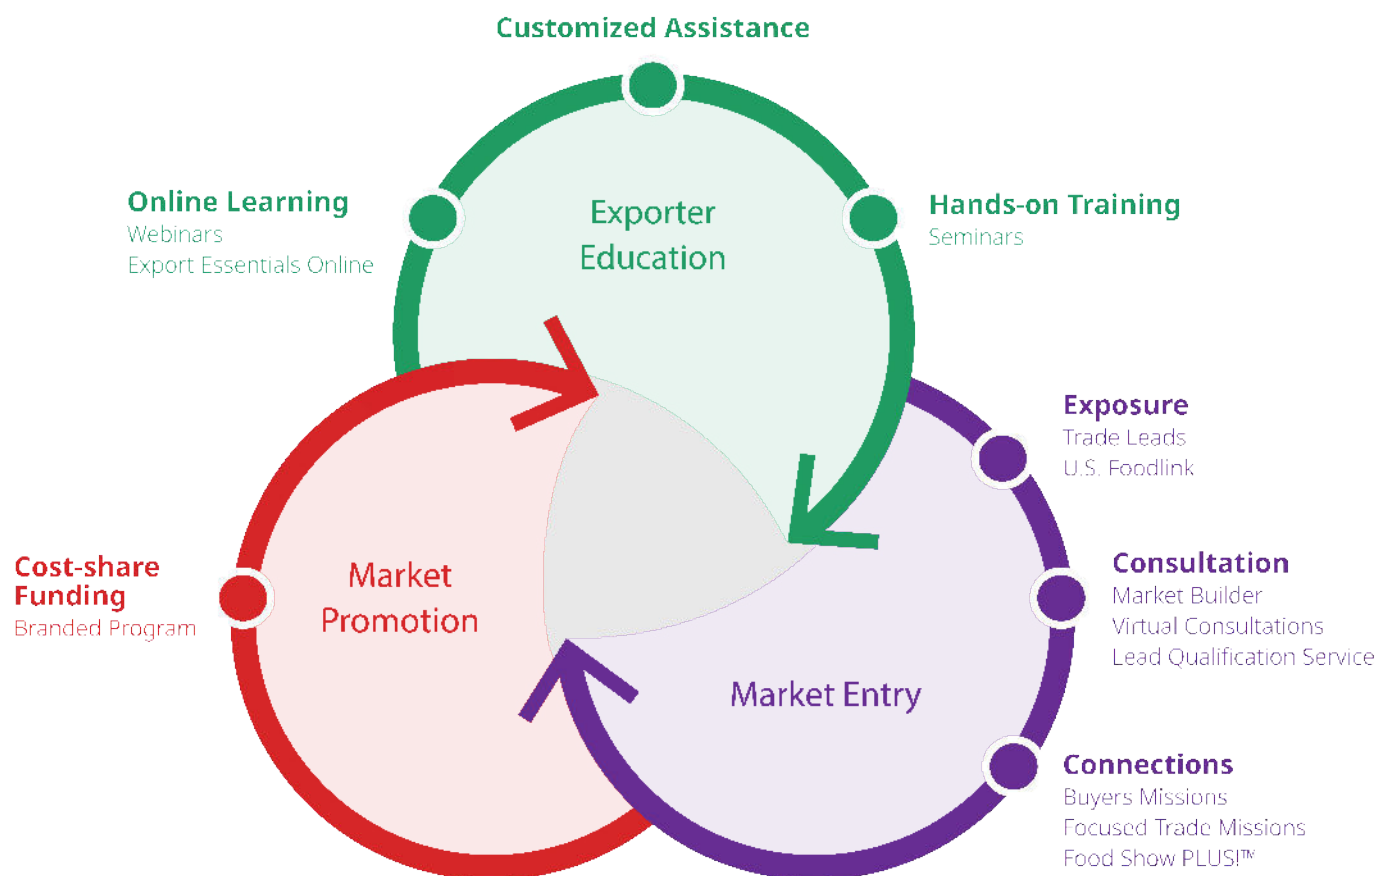 Customized Assistance
Online Learning
Webinars
Export Essentials Online
Exporter
Education
Hands-on Training
Seminars
Exposure
Trade Leads
U.S. Foodlink
Cost-share
Funding
Branded Program
Market
Promotion
Consultation
Market Builder
Virtual Consultations
Lead Qualification Service
Market Entry
Connections
Buyers Missions
Focused Trade Missions
Food Show PLUS!™